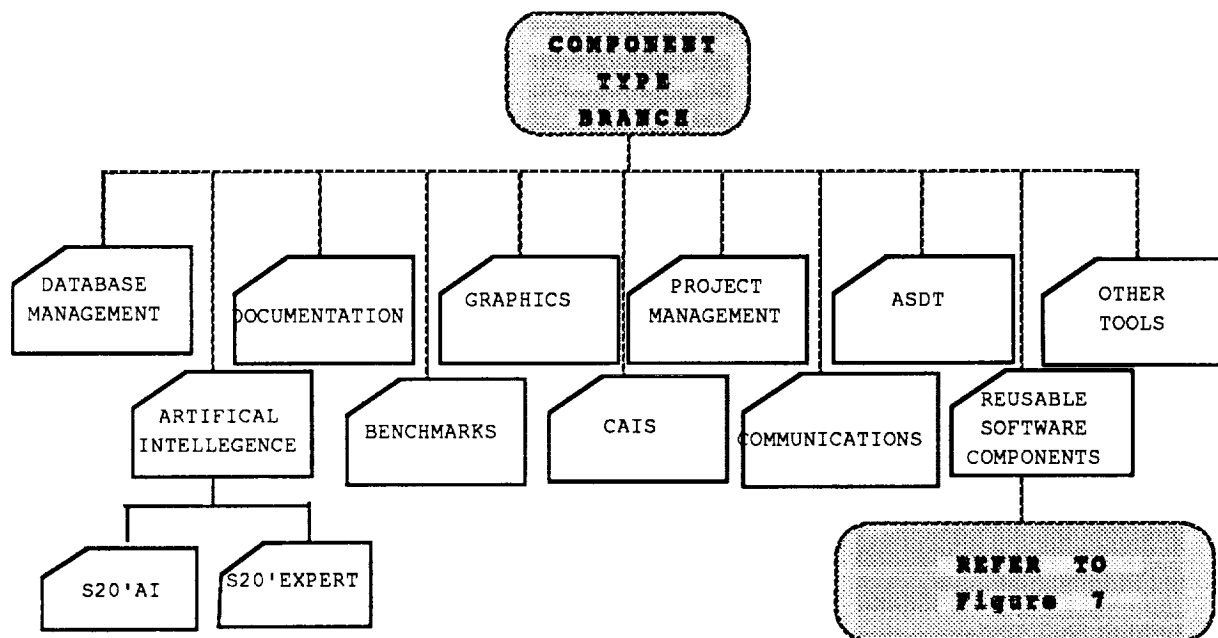 COMPONENT
TYPE
BRANCH
DATABASE
MANAGEMENT
DOCUMENTATION
GRAPHICS
PROJECT
MANAGEMENT
ASDT
OTHER
TOOLS
ARTIFICAL
INTELLEGENCE
BENCHMARKS
CAIS
COMMUNICATIONS
REUSABLE
SOFTWARE
COMPONENTS
S20'AI
S20'EXPERT
REFER TO
Figure 7